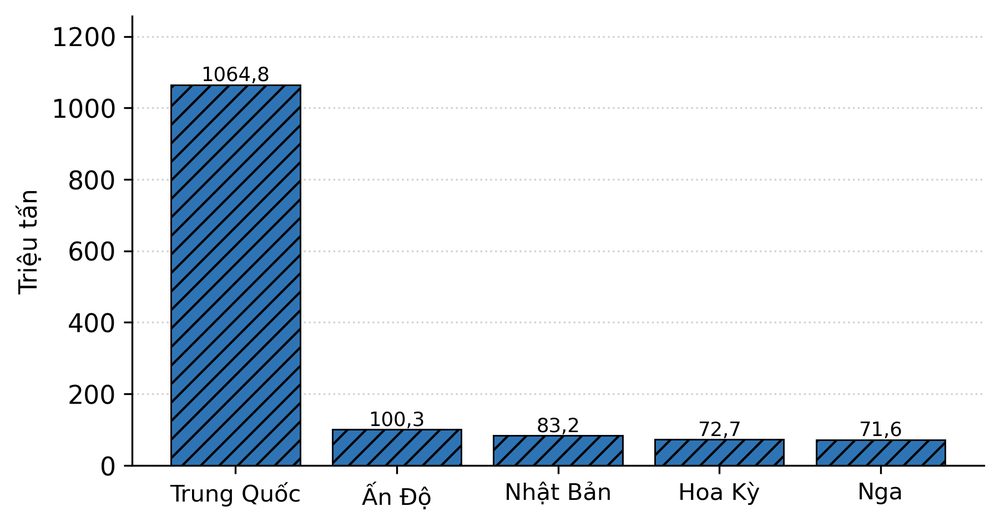 Triệu tấn
1200
1000
800
600
400
200
0
1064,8
100,3
83,2
72,7
71,6
Trung Quốc
Ấn Độ
Nhật Bản
Hoa Kỳ
Nga